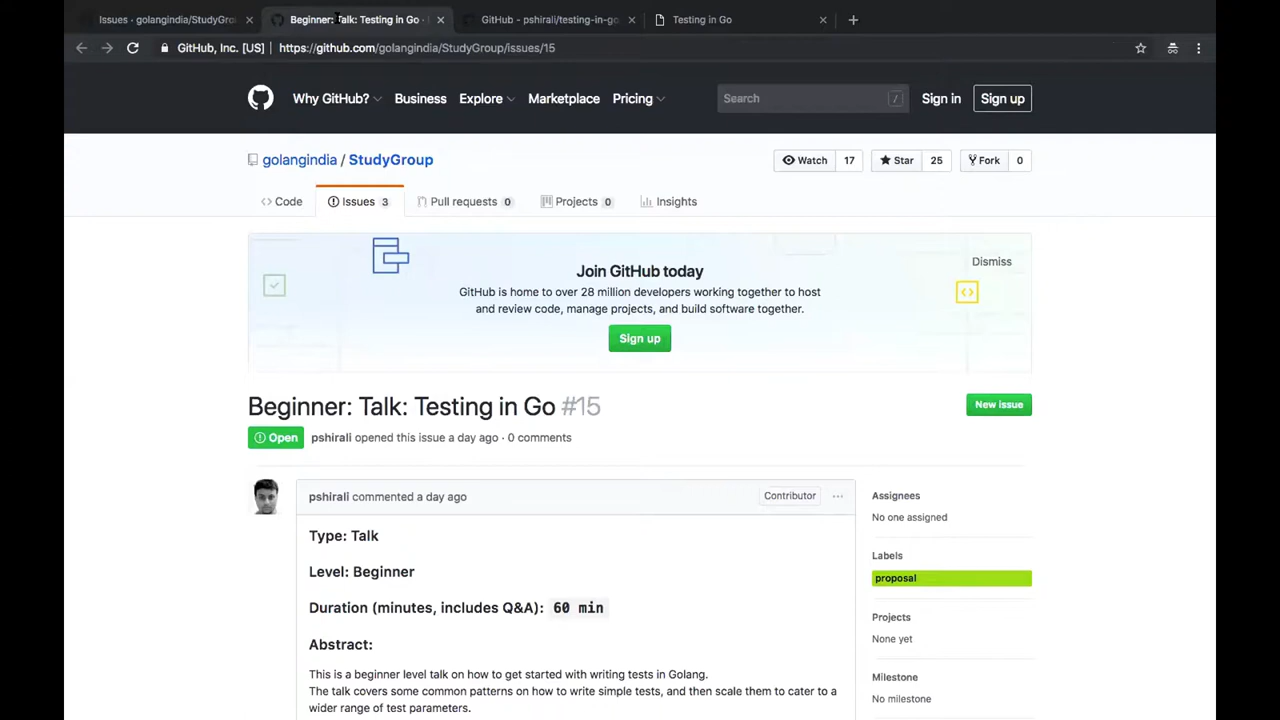 Issues · golangindia/StudyGrou
Beginner: Talk: Testing in Go ·
GitHub - pshirali/testing-in-go
Testing in Go
GitHub, Inc. [US] | https://github.com/golangindia/StudyGroup/issues/15
Why GitHub? Business Explore Marketplace Pricing Search / Sign in Sign up
golangindia / StudyGroup
Watch 17 Star 25 Fork 0
Code Issues 3 Pull requests 0 Projects 0 Insights
Join GitHub today
Dismiss
GitHub is home to over 28 million developers working together to host
and review code, manage projects, and build software together.
Sign up
Beginner: Talk: Testing in Go #15
New issue
Open pshirali opened this issue a day ago · 0 comments
pshirali commented a day ago
Contributor ...
Type: Talk
Level: Beginner
Duration (minutes, includes Q&A): 60 min
Abstract:
This is a beginner level talk on how to get started with writing tests in Golang.
The talk covers some common patterns on how to write simple tests, and then scale them to cater to a
wider range of test parameters.
Assignees
No one assigned
Labels
proposal
Projects
None yet
Milestone
No milestone